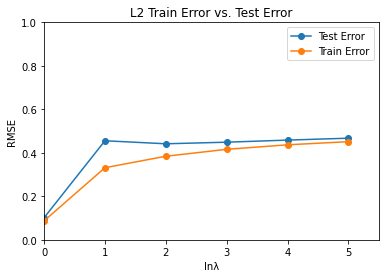 L2 Train Error vs. Test Error
1.0
0.8
0.6
0.4
0.2
0.0
RMSE
Test Error
Train Error
0 1 2 3 4 5
lnλ